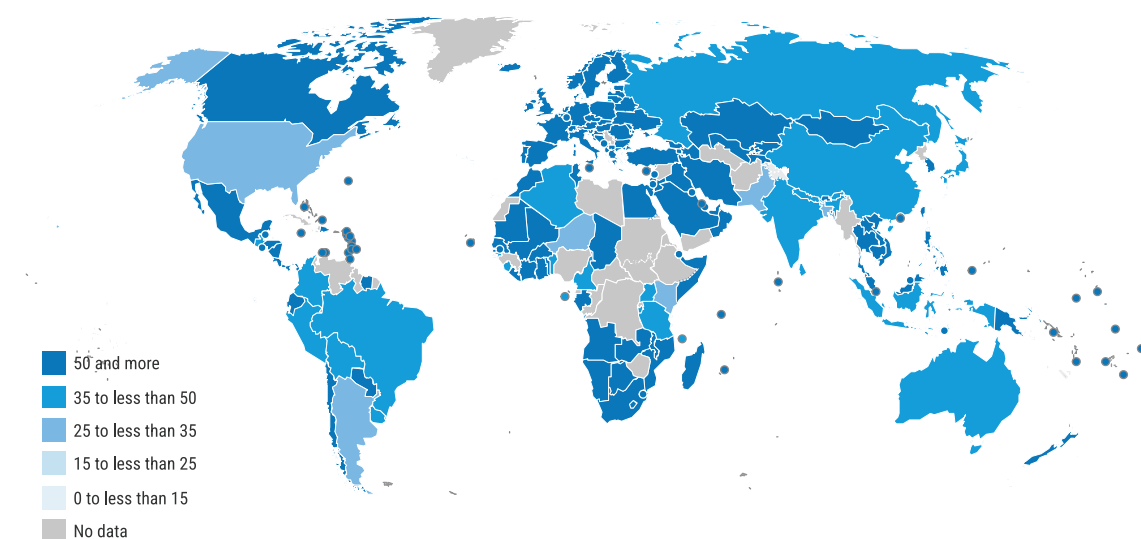 50 and more
35 to less than 50
25 to less than 35
15 to less than 25
0 to less than 15
No data